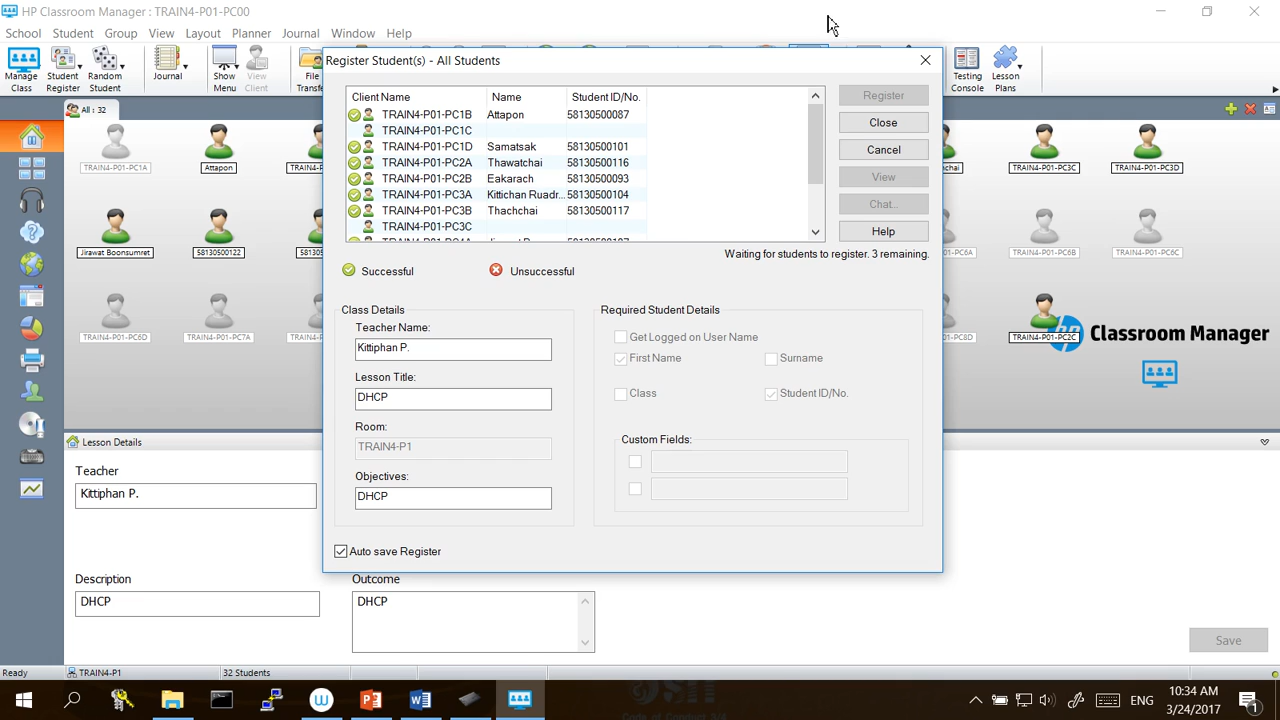 HP Classroom Manager : TRAIN4-P01-PC00
School Student Group View Layout Planner Journal Window Help
Manage Class
Student Register
Random Student
Journal
Show Menu
View Client
File
Testing Console
Lesson Plans
All : 32
TRAIN4-P01-PC1A
Attapon
TRAIN4-P01-PC3C
TRAIN4-P01-PC3D
Jirawat Boonsumret
58130500122
TRAIN4-P01-PC6B
TRAIN4-P01-PC6C
TRAIN4-P01-PC6D
TRAIN4-P01-PC7A
TRAIN4-P01-PC2C
Classroom Manager
Register Student(s) - All Students
Client Name Name Student ID/No.
TRAIN4-P01-PC1B Attapon 58130500087
TRAIN4-P01-PC1C
TRAIN4-P01-PC1D Samatsak 58130500101
TRAIN4-P01-PC2A Thawatchai 58130500116
TRAIN4-P01-PC2B Eakarach 58130500093
TRAIN4-P01-PC3A Kittichan Ruadr... 58130500104
TRAIN4-P01-PC3B Thachchai 58130500117
TRAIN4-P01-PC3C
Register
Close
Cancel
View
Chat...
Help
Waiting for students to register. 3 remaining.
Successful Unsuccessful
Class Details
Teacher Name:
Kittiphan P.
Lesson Title:
DHCP
Room:
TRAIN4-P1
Objectives:
DHCP
Required Student Details
Get Logged on User Name
First Name Surname
Class Student ID/No.
Custom Fields:
Auto save Register
Lesson Details
Teacher
Kittiphan P.
Description
DHCP
Outcome
DHCP
Save
Ready TRAIN4-P1 32 Students
ENG
10:34 AM
3/24/2017